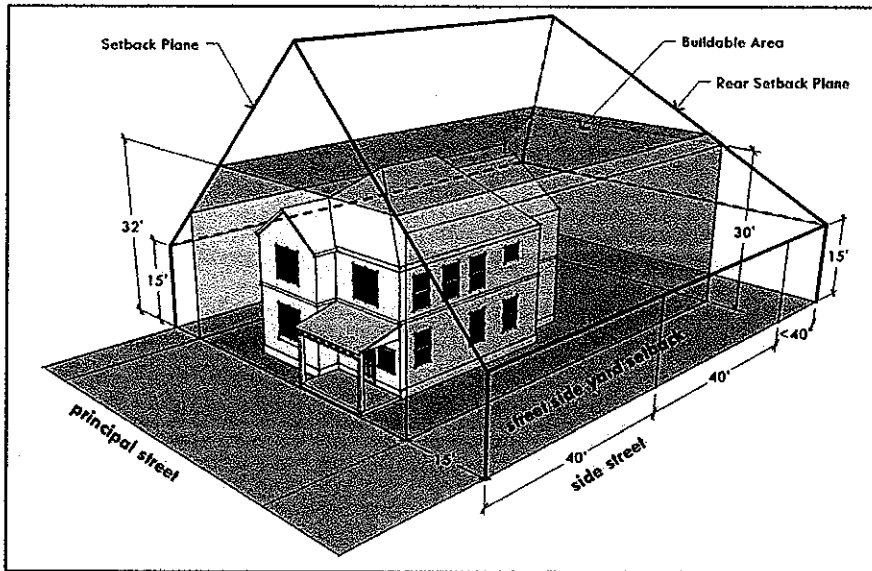 Setback Plane
Buildable Area
Rear Setback Plane
32'
15'
30'
15'
<40'
40'
street side yard setback
40'
side street
15'
principal street